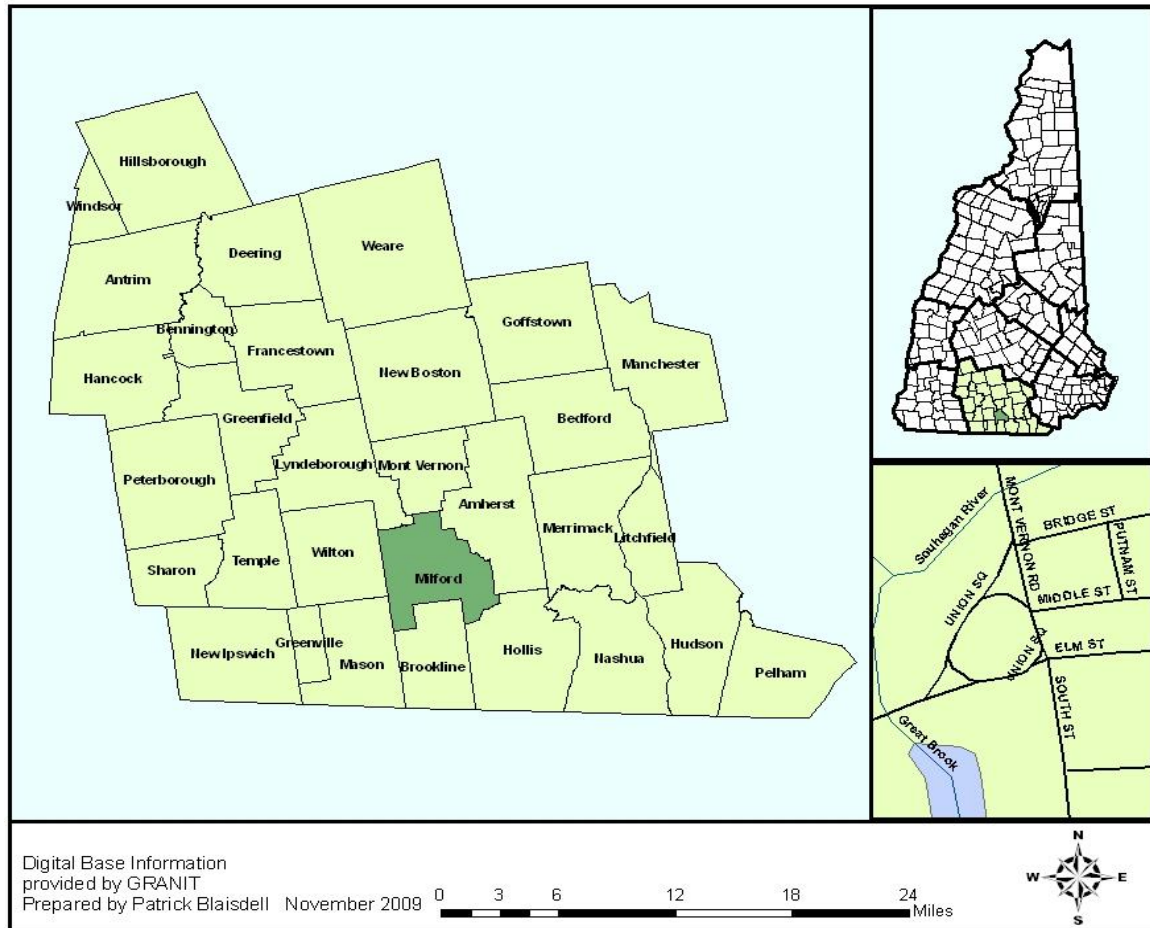 Hillsborough
Windsor
Weare
Deering
Antrim
Goffstown
Bennington
Francestown
Manchester
New Boston
Hancock
Bedford
Greenfield
Lyndeborough
Mont Vernon
Peterborough
Amherst
Merrimack
Litchfield
Wilton
Temple
Sharon
Milford
Greenville
Hollis
Hudson
New Ipswich
Mason
Brookline
Nashua
Pelham
Souhegan River
MONT VERNON RD
BRIDGE ST
PUTNAM ST
UNION SQ
MIDDLE ST
UNION SQ
ELM ST
SOUTH ST
Great Brook
Digital Base Information
provided by GRANIT
Prepared by Patrick Blaisdell November 2009
0 3 6 12 18 24
Miles
N
W E
S